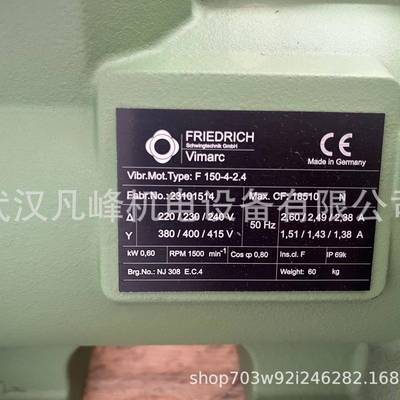 FRIEDRICH
Schwingtechnik GmbH
Vimarc
CE
Made in Germany
Vibr.Mot.Type: F 150-4-2.4
Fabr.No.: 23101514 Max. CF: 18510 N
Δ 220 / 230 / 240 V 50 Hz 2,60 / 2,49 / 2,38 A
Y 380 / 400 / 415 V 1,51 / 1,43 / 1,38 A
kW 0,60 RPM 1500 min⁻¹ Cos φ 0,80 Ins.cl. F IP 69k
Brg.No.: NJ 308 E.C.4 Weight: 60 kg
武汉凡峰机电设备有限公司
shop703w92i246282.168